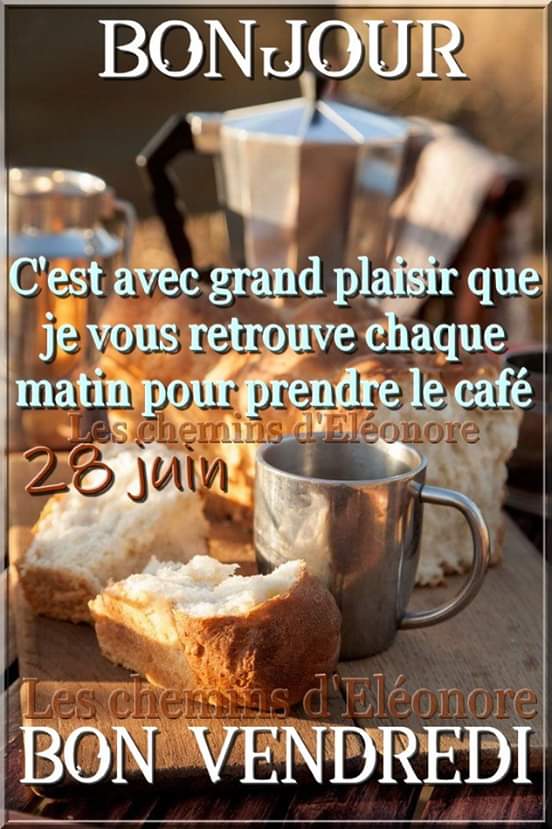 BONJOUR
C'est avec grand plaisir que
je vous retrouve chaque
matin pour prendre le café
Les chemins d'Eléonore
28 juin
Les chemins d'Eléonore
BON VENDREDI